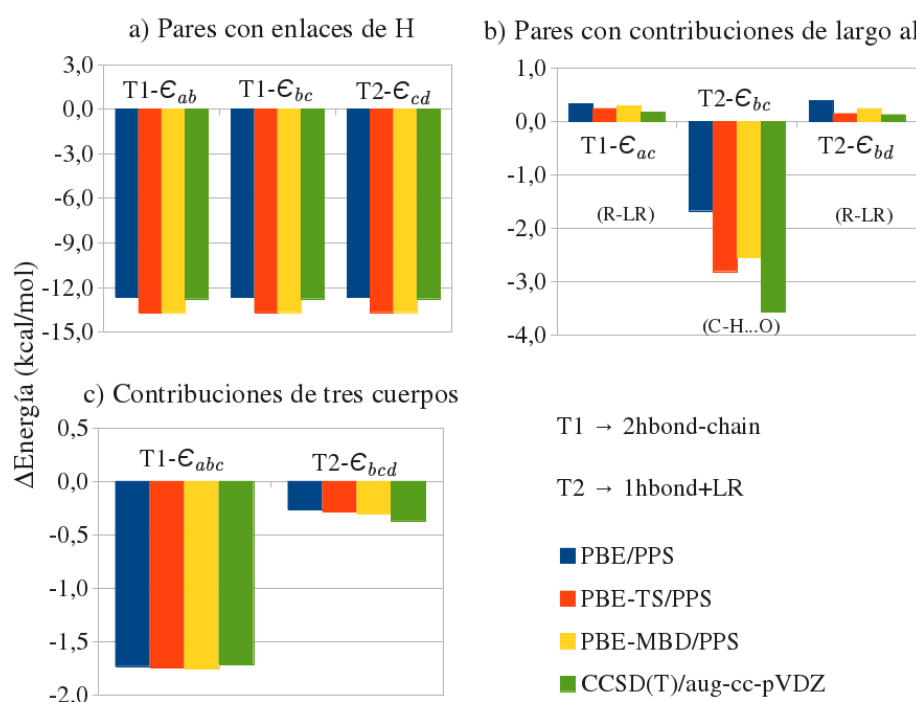 a) Pares con enlaces de H
3,0
0,0
-3,0
-6,0
-9,0
-12,0
-15,0
T1-ϵab
T1-ϵbc
T2-ϵcd
b) Pares con contribuciones de largo al
1,0
0,0
-1,0
-2,0
-3,0
-4,0
T2-ϵbc
T1-ϵac
T2-ϵbd
(R-LR)
(R-LR)
(C-H...O)
ΔEnergía (kcal/mol)
c) Contribuciones de tres cuerpos
0,5
0,0
-0,5
-1,0
-1,5
-2,0
T1-ϵabc
T2-ϵbcd
T1 → 2hbond-chain
T2 → 1hbond+LR
PBE/PPS
PBE-TS/PPS
PBE-MBD/PPS
CCSD(T)/aug-cc-pVDZ